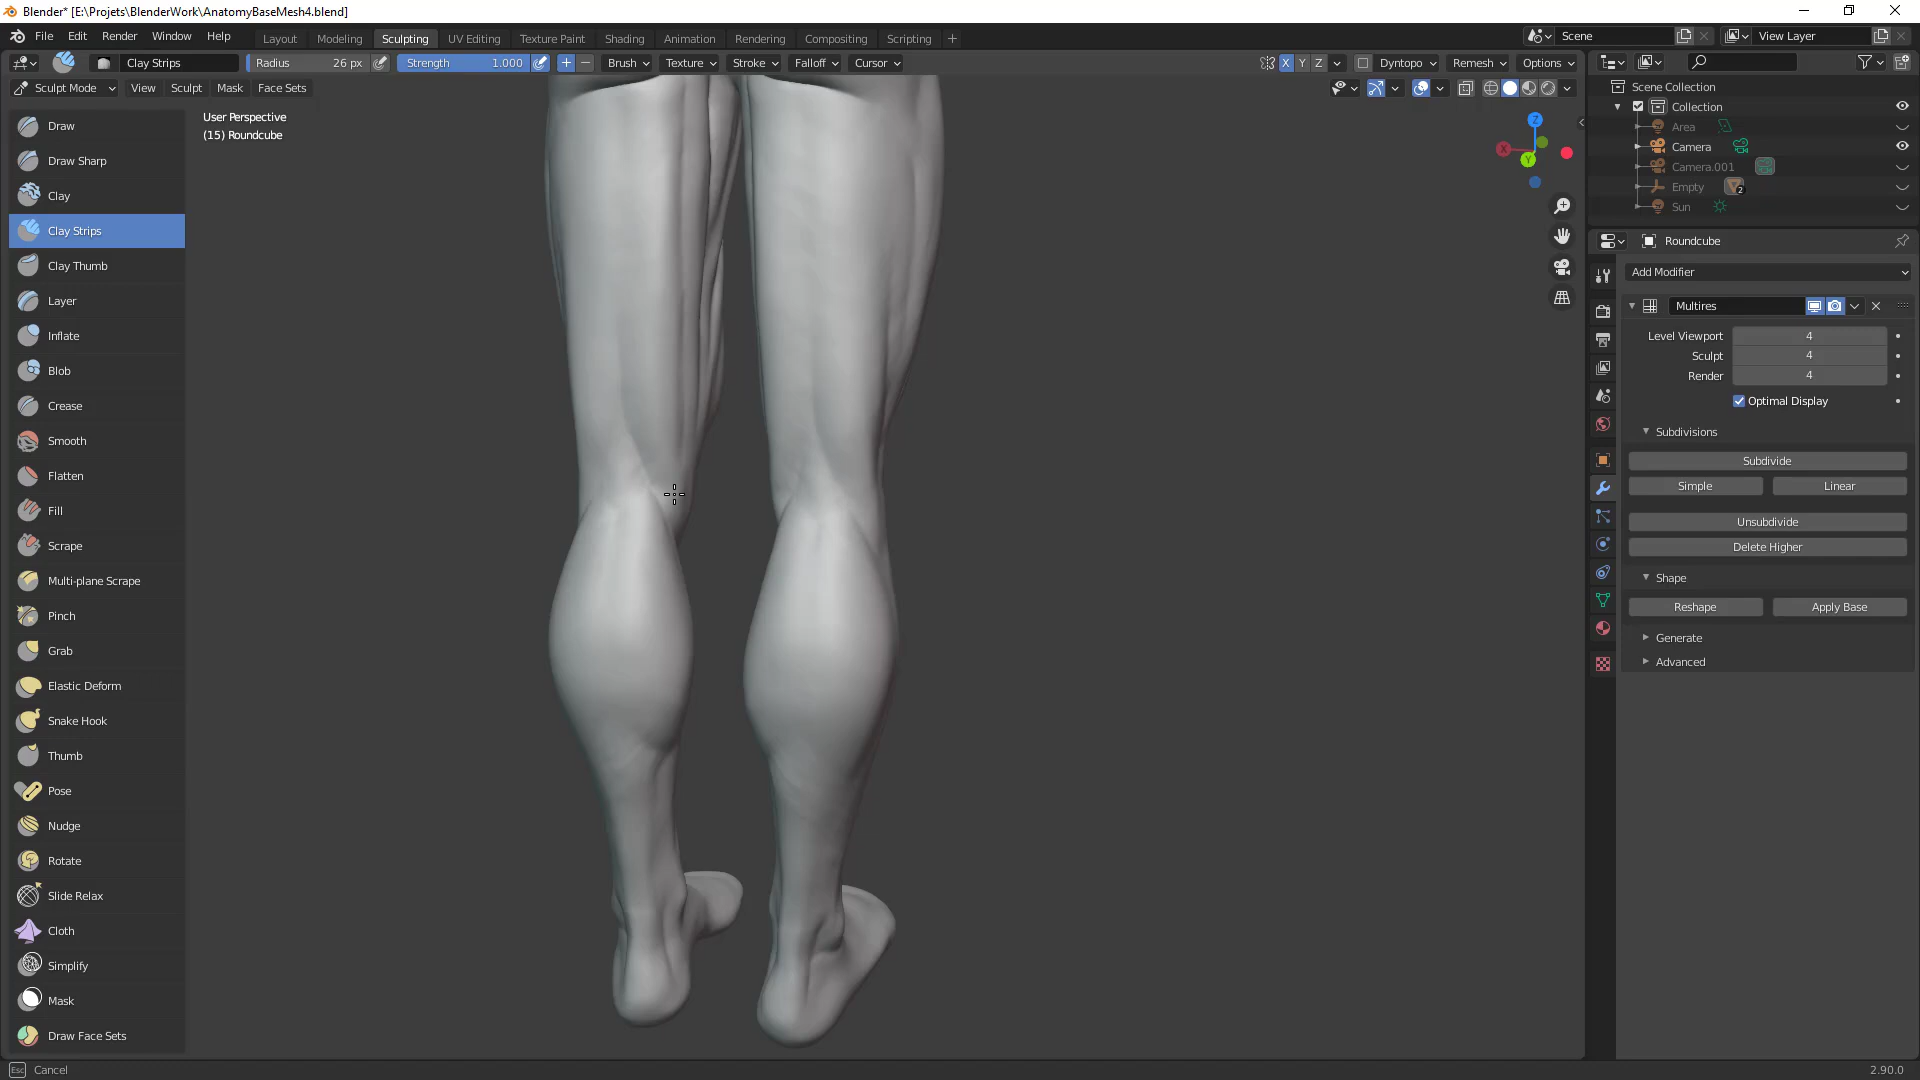 Blender* [E:\Projets\BlenderWork\AnatomyBaseMesh4.blend]
File Edit Render Window Help Layout Modeling Sculpting UV Editing Texture Paint Shading Animation Rendering Compositing Scripting Scene View Layer
Clay Strips Radius 26 px Strength 1.000 Brush Texture Stroke Falloff Cursor X Y Z Dyntopo Remesh Options
Sculpt Mode View Sculpt Mask Face Sets
User Perspective
(15) Roundcube
Draw
Draw Sharp
Clay
Clay Strips
Clay Thumb
Layer
Inflate
Blob
Crease
Smooth
Flatten
Fill
Scrape
Multi-plane Scrape
Pinch
Grab
Elastic Deform
Snake Hook
Thumb
Pose
Nudge
Rotate
Slide Relax
Cloth
Simplify
Mask
Draw Face Sets
Z
X
Y
Scene Collection
Collection
Area
Camera
Camera.001
Empty 2
Sun
Roundcube
Add Modifier
Multires
Level Viewport 4
Sculpt 4
Render 4
Optimal Display
Subdivisions
Subdivide
Simple Linear
Unsubdivide
Delete Higher
Shape
Reshape Apply Base
Generate
Advanced
Esc Cancel
2.90.0